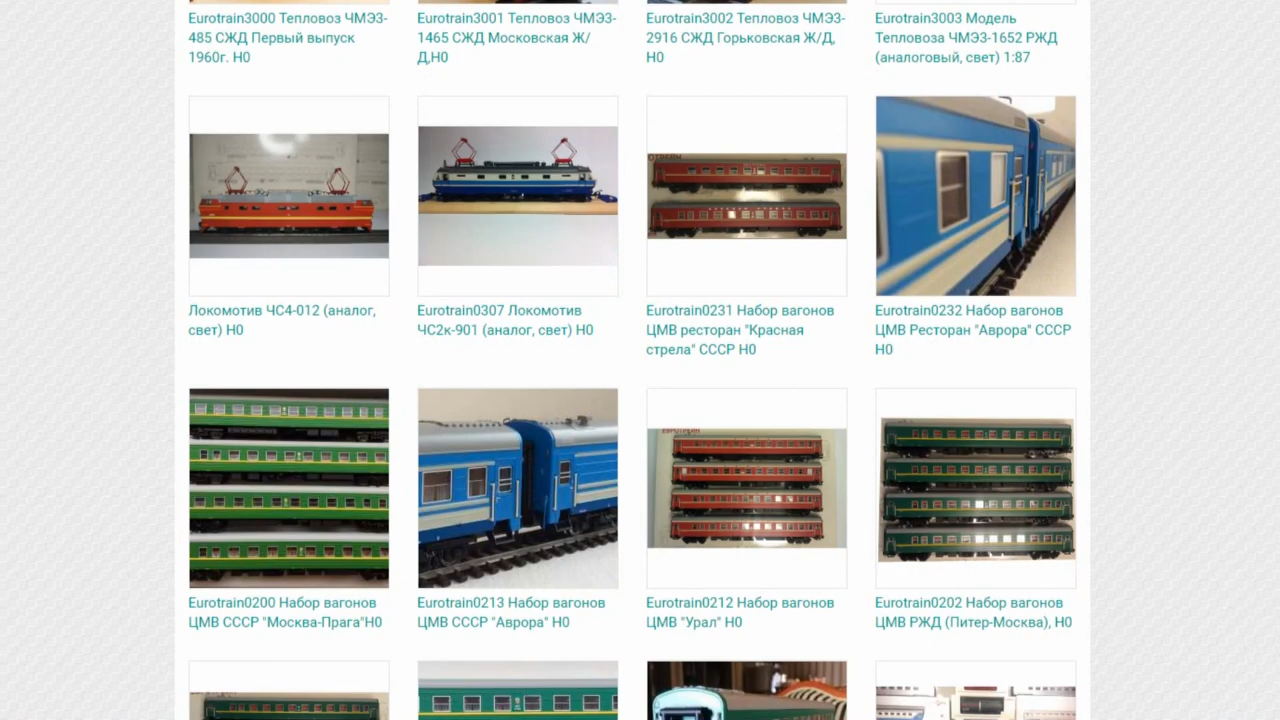 Eurotrain3000 Тепловоз ЧМЭ3-
485 СЖД Первый выпуск
1960г. H0
Eurotrain3001 Тепловоз ЧМЭ3-
1465 СЖД Московская Ж/
Д,H0
Eurotrain3002 Тепловоз ЧМЭ3-
2916 СЖД Горьковская Ж/Д,
H0
Eurotrain3003 Модель
Тепловоза ЧМЭ3-1652 РЖД
(аналоговый, свет) 1:87
Локомотив ЧС4-012 (аналог,
свет) H0
Eurotrain0307 Локомотив
ЧС2к-901 (аналог, свет) H0
Eurotrain0231 Набор вагонов
ЦМВ ресторан "Красная
стрела" СССР H0
Eurotrain0232 Набор вагонов
ЦМВ Ресторан "Аврора" СССР
H0
Eurotrain0200 Набор вагонов
ЦМВ СССР "Москва-Прага"H0
Eurotrain0213 Набор вагонов
ЦМВ СССР "Аврора" H0
ЕВРОТРЕЙН
Eurotrain0212 Набор вагонов
ЦМВ "Урал" H0
Eurotrain0202 Набор вагонов
ЦМВ РЖД (Питер-Москва), H0